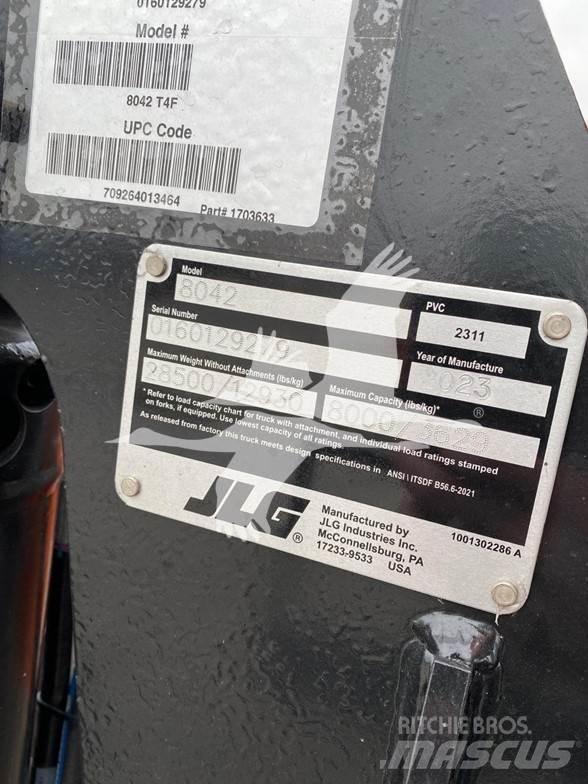 0160129279
Model #
8042 T4F
UPC Code
709264013464
Part# 1703633
Model
8042
PVC
2311
Serial Number
0160129279
Year of Manufacture
2023
Maximum Weight Without Attachments (lbs/kg)
28500/12930
Maximum Capacity (lbs/kg)*
8000/3629
* Refer to load capacity chart for truck with attachment, and individual load ratings stamped
on forks, if equipped. Use lowest capacity of all ratings.
As released from factory this truck meets design specifications in ANSI \ ITSDF B56.6-2021
JLG®
Manufactured by
JLG Industries Inc.
McConnellsburg, PA
17233-9533 USA
1001302286 A
®
RITCHIE BROS.
MASCUS